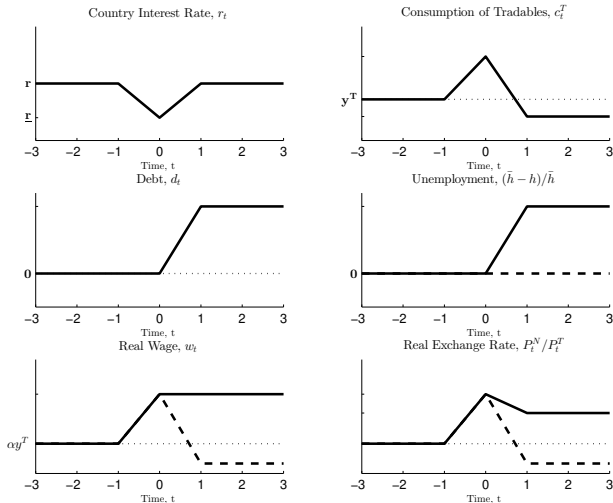 Country Interest Rate, r_t
r
r̲
−3 −2 −1 0 1 2 3
Time, t
Consumption of Tradables, c_t^T
y^T
−3 −2 −1 0 1 2 3
Time, t
Debt, d_t
0
−3 −2 −1 0 1 2 3
Time, t
Unemployment, (h̄ − h)/h̄
0
−3 −2 −1 0 1 2 3
Time, t
Real Wage, w_t
αy^T
−3 −2 −1 0 1 2 3
Time, t
Real Exchange Rate, P_t^N/P_t^T
−3 −2 −1 0 1 2 3
Time, t